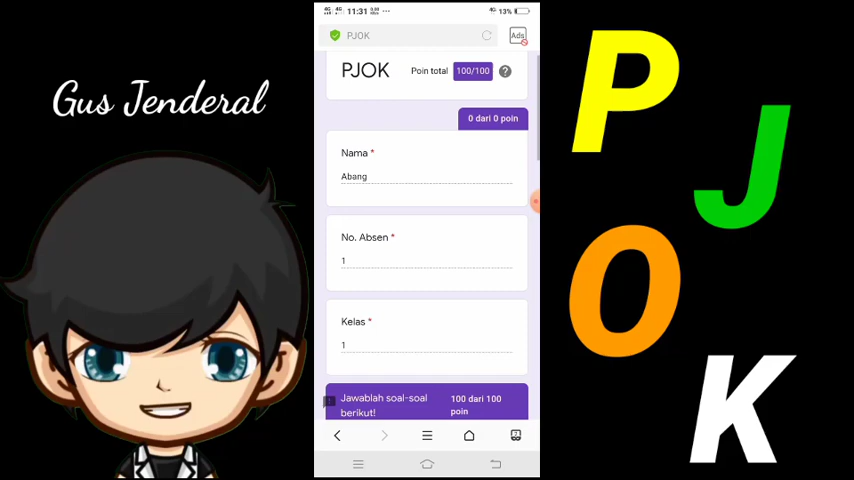 Gus Jenderal
11:31
13%
PJOK
Ads
PJOK
Poin total 100/100 ?
0 dari 0 poin
Nama *
Abang
No. Absen *
1
Kelas *
1
Jawablah soal-soal
berikut!
100 dari 100
poin
P
J
O
K